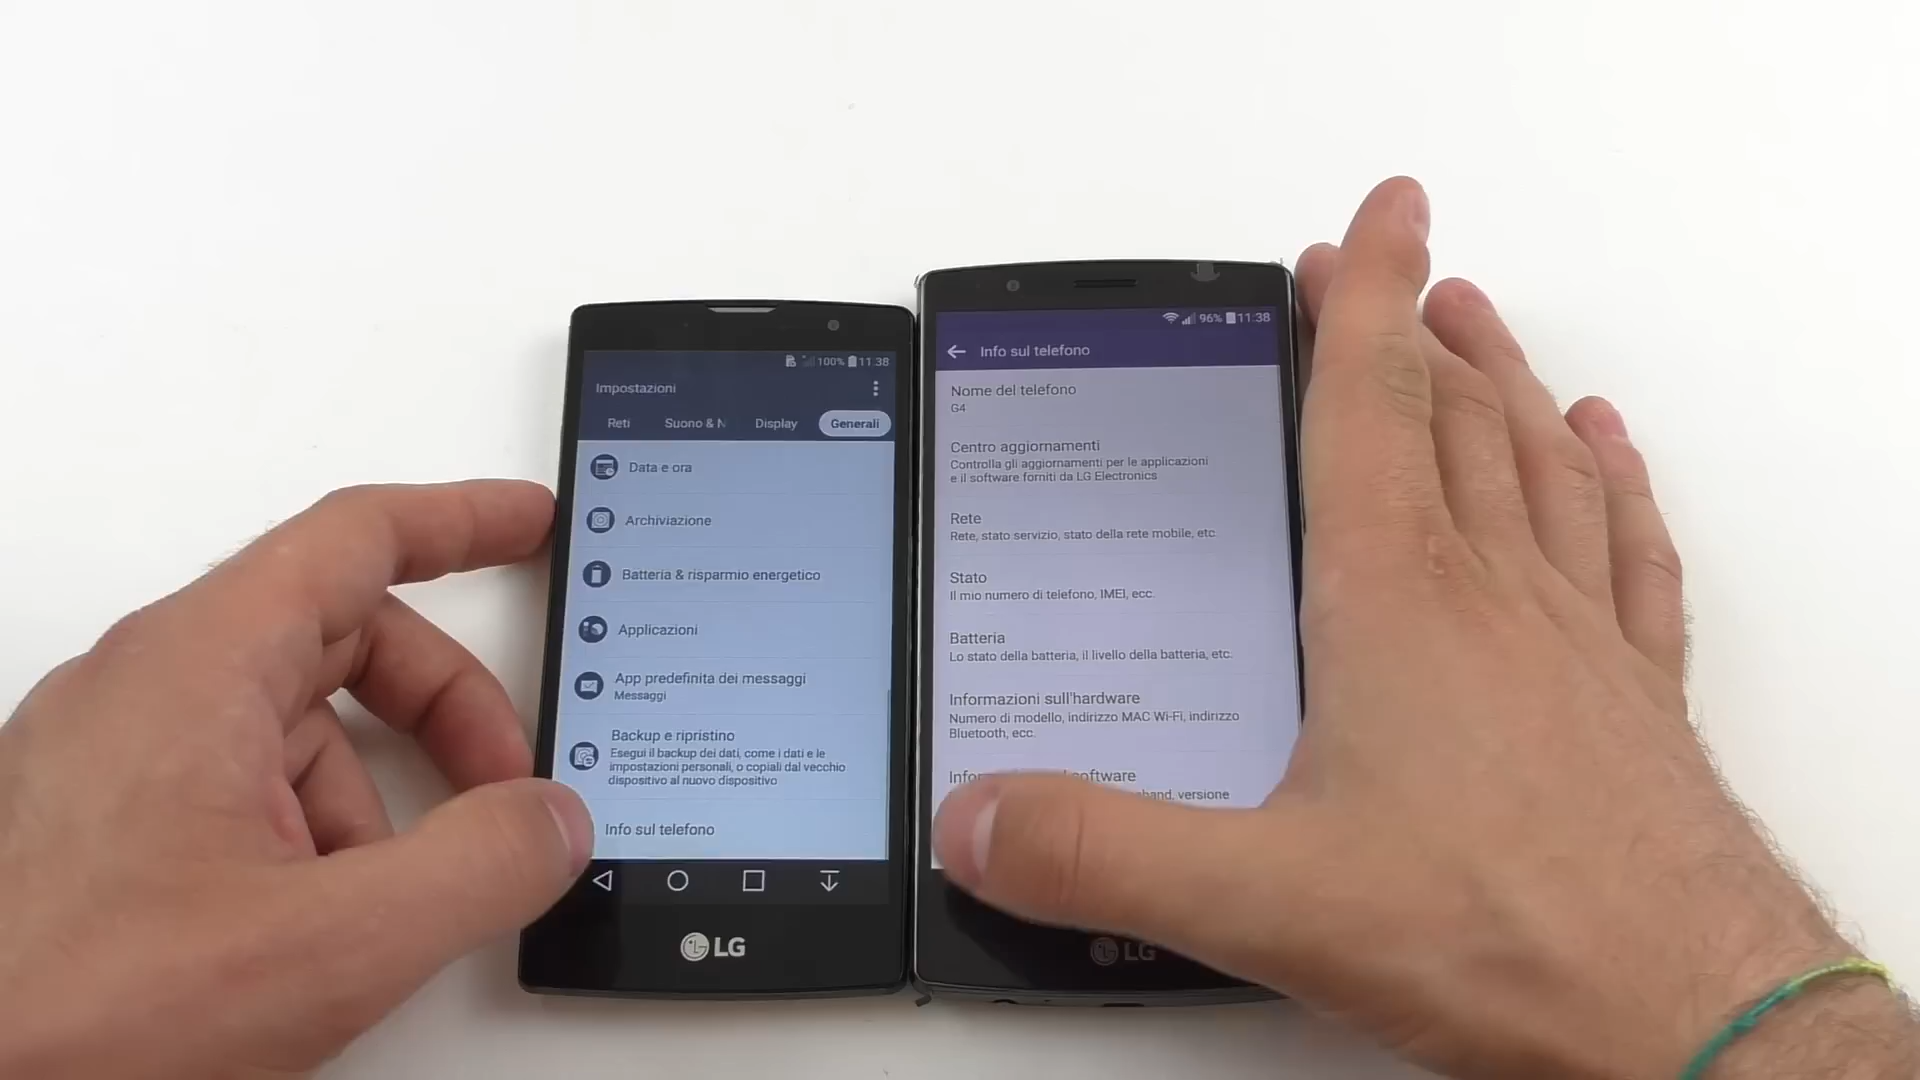 100% 11:38
Impostazioni
Reti Suono & N Display Generali
Data e ora
Archiviazione
Batteria & risparmio energetico
Applicazioni
App predefinita dei messaggi
Messaggi
Backup e ripristino
Esegui il backup dei dati, come i dati e le
impostazioni personali, o copiali dal vecchio
dispositivo al nuovo dispositivo
Info sul telefono
LG
96% 11:38
Info sul telefono
Nome del telefono
G4
Centro aggiornamenti
Controlla gli aggiornamenti per le applicazioni
e il software forniti da LG Electronics
Rete
Rete, stato servizio, stato della rete mobile, etc.
Stato
Il mio numero di telefono, IMEI, ecc.
Batteria
Lo stato della batteria, il livello della batteria, etc.
Informazioni sull'hardware
Numero di modello, indirizzo MAC Wi-Fi, indirizzo
Bluetooth, ecc.
software
versione
LG